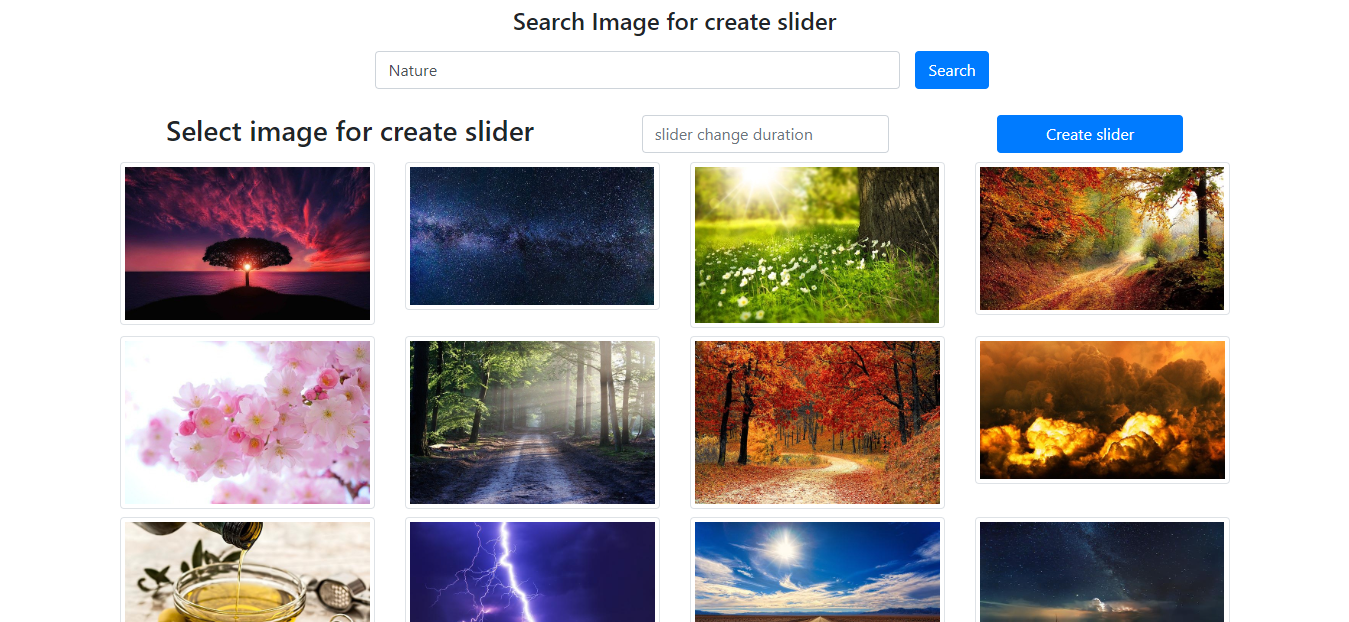 Search Image for create slider
Nature
Search
Select image for create slider
slider change duration
Create slider